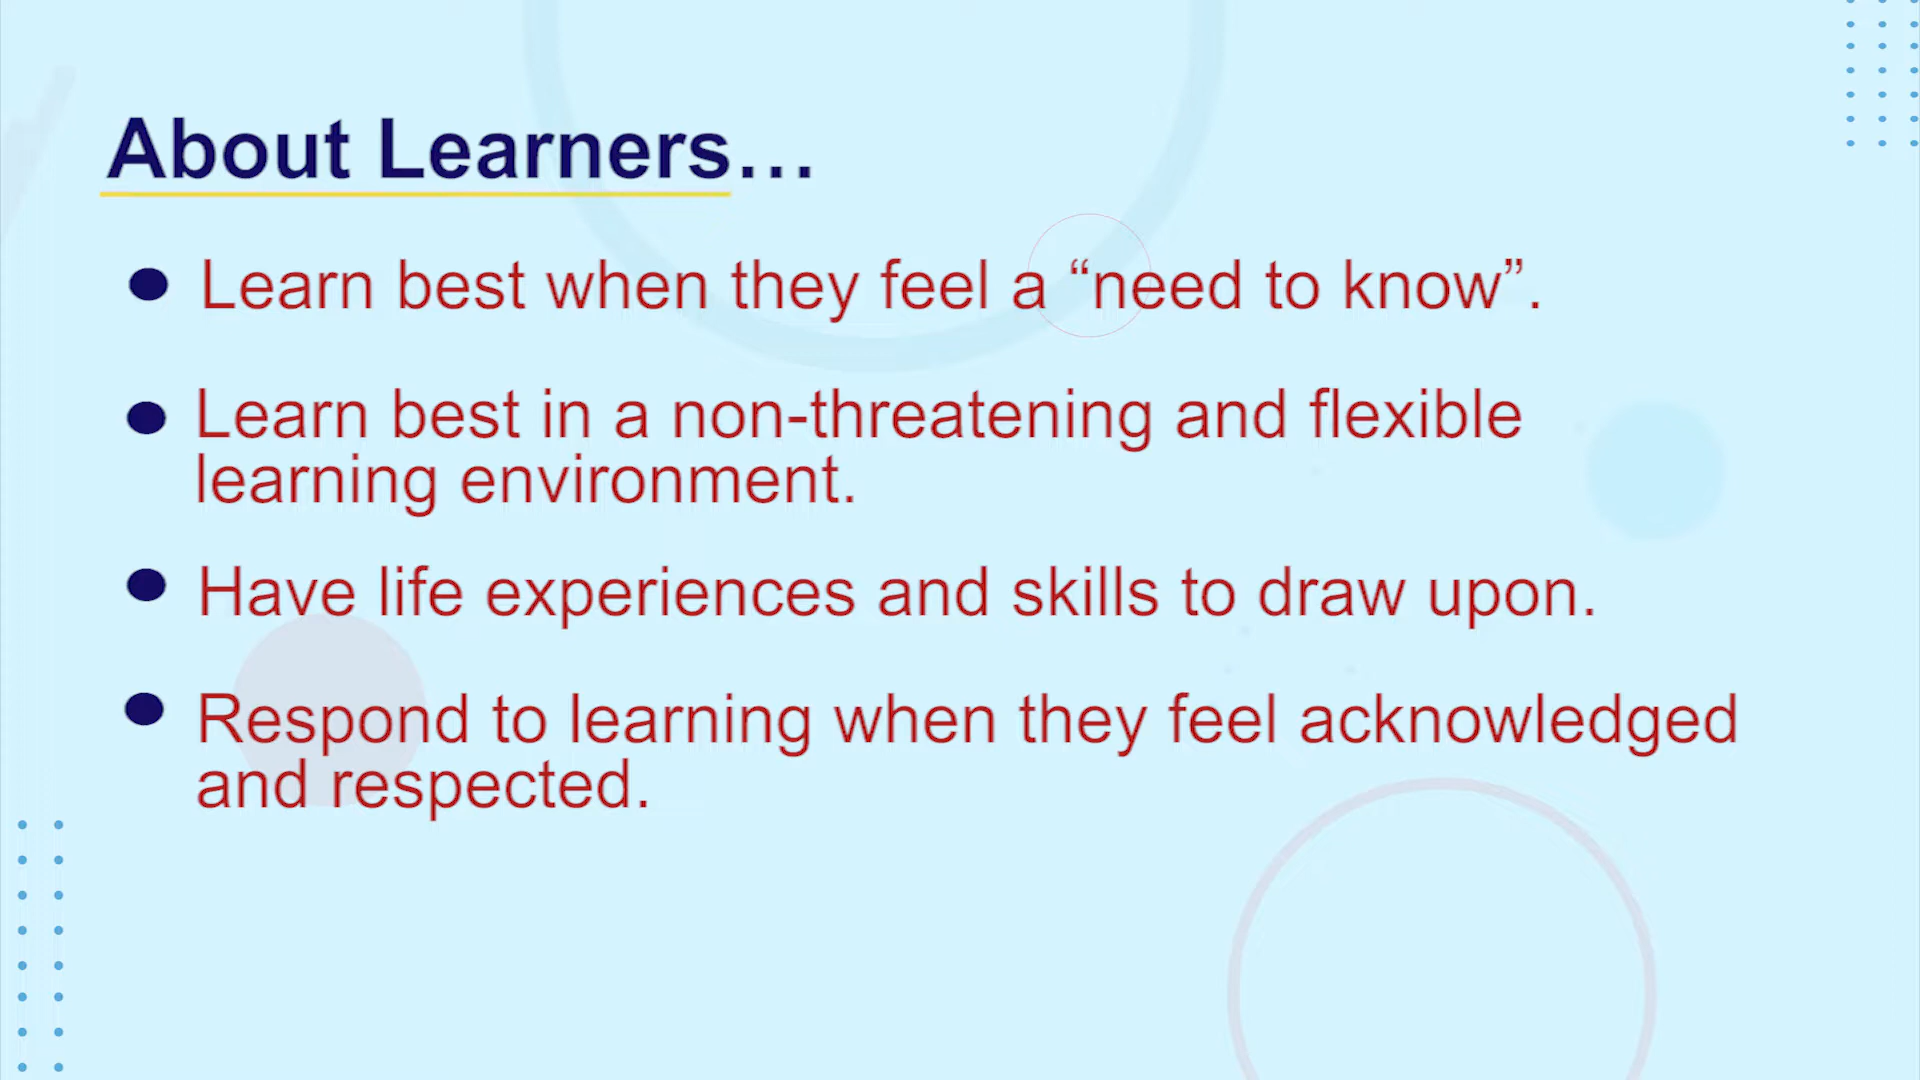 About Learners...
● Learn best when they feel a “need to know”.
● Learn best in a non-threatening and flexible
learning environment.
● Have life experiences and skills to draw upon.
● Respond to learning when they feel acknowledged
and respected.